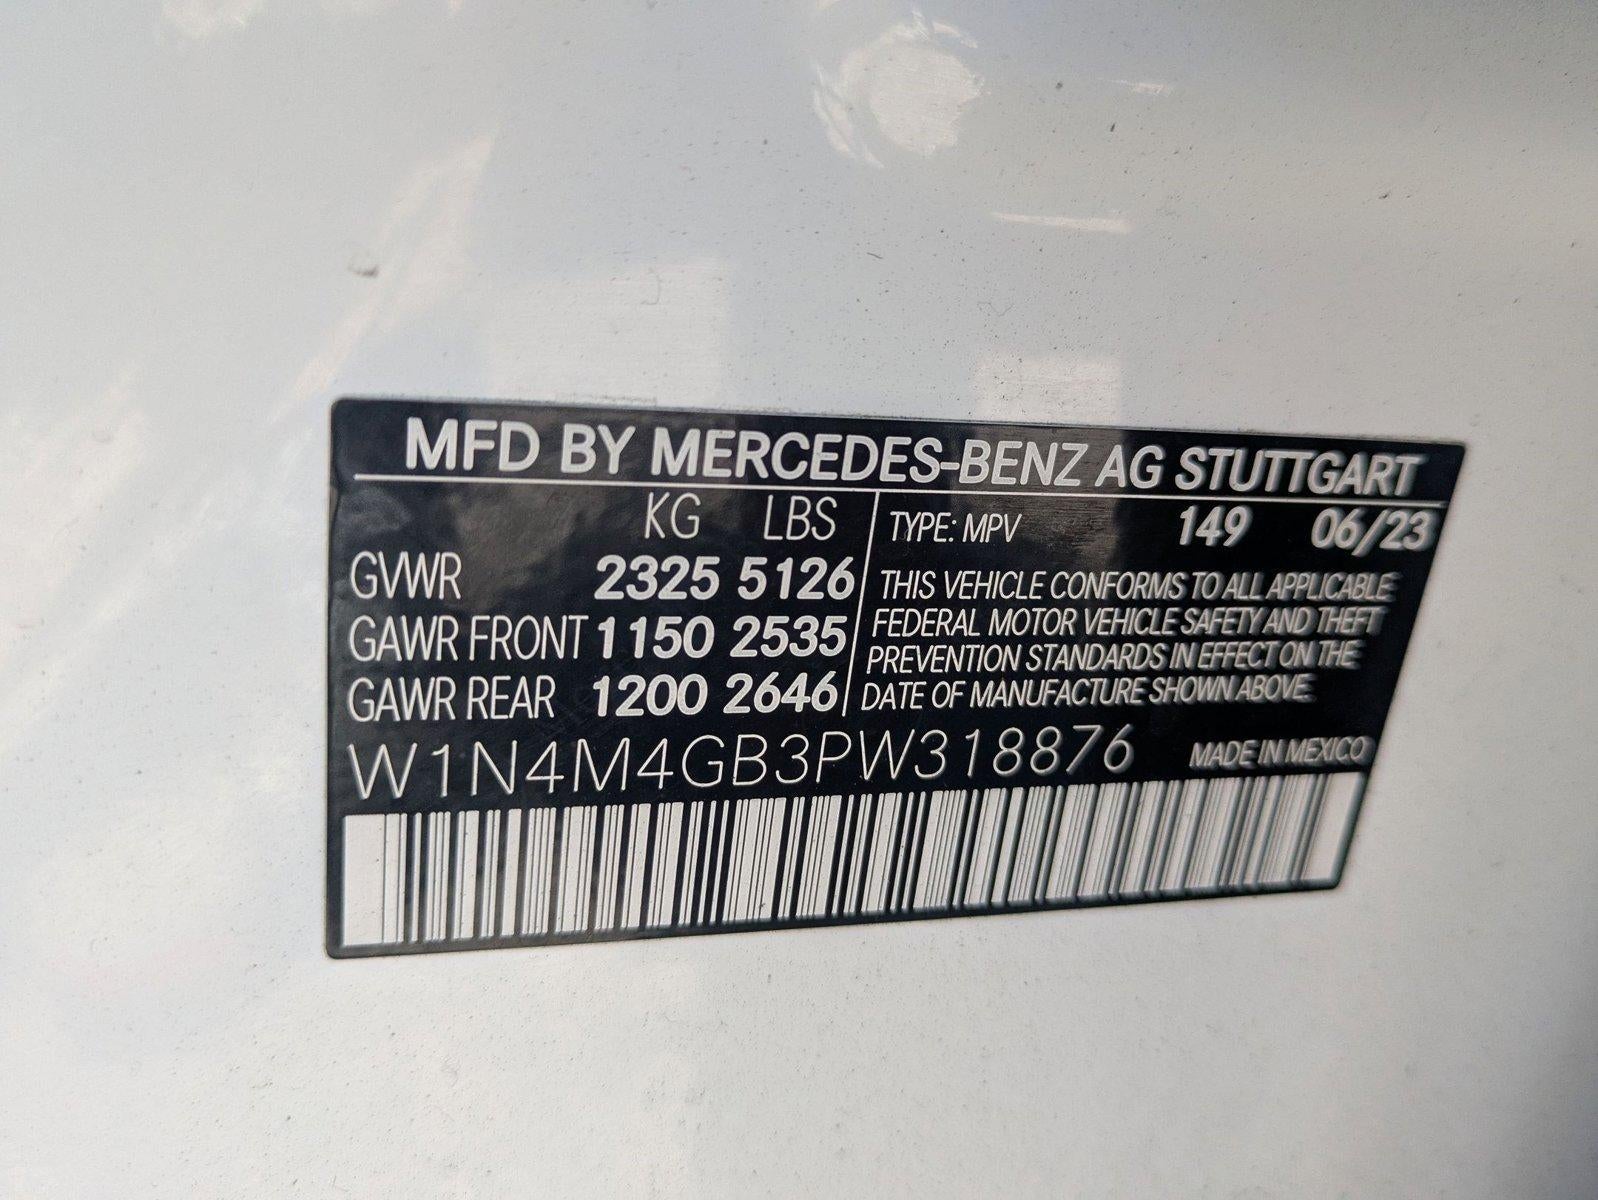 MFD BY MERCEDES-BENZ AG STUTTGART
KG LBS
GVWR 2325 5126
GAWR FRONT 1150 2535
GAWR REAR 1200 2646
TYPE: MPV 149 06/23
THIS VEHICLE CONFORMS TO ALL APPLICABLE
FEDERAL MOTOR VEHICLE SAFETY AND THEFT
PREVENTION STANDARDS IN EFFECT ON THE
DATE OF MANUFACTURE SHOWN ABOVE.
W1N4M4GB3PW318876 MADE IN MEXICO